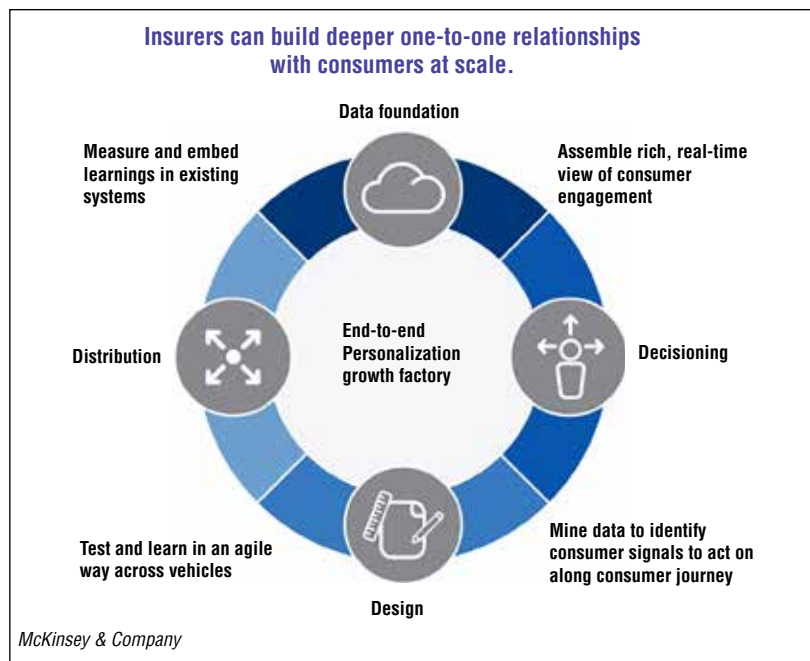 Insurers can build deeper one-to-one relationships
with consumers at scale.
Data foundation
Measure and embed
learnings in existing
systems
Assemble rich, real-time
view of consumer
engagement
Distribution
End-to-end
Personalization
growth factory
Decisioning
Test and learn in an agile
way across vehicles
Mine data to identify
consumer signals to act on
along consumer journey
Design
McKinsey & Company